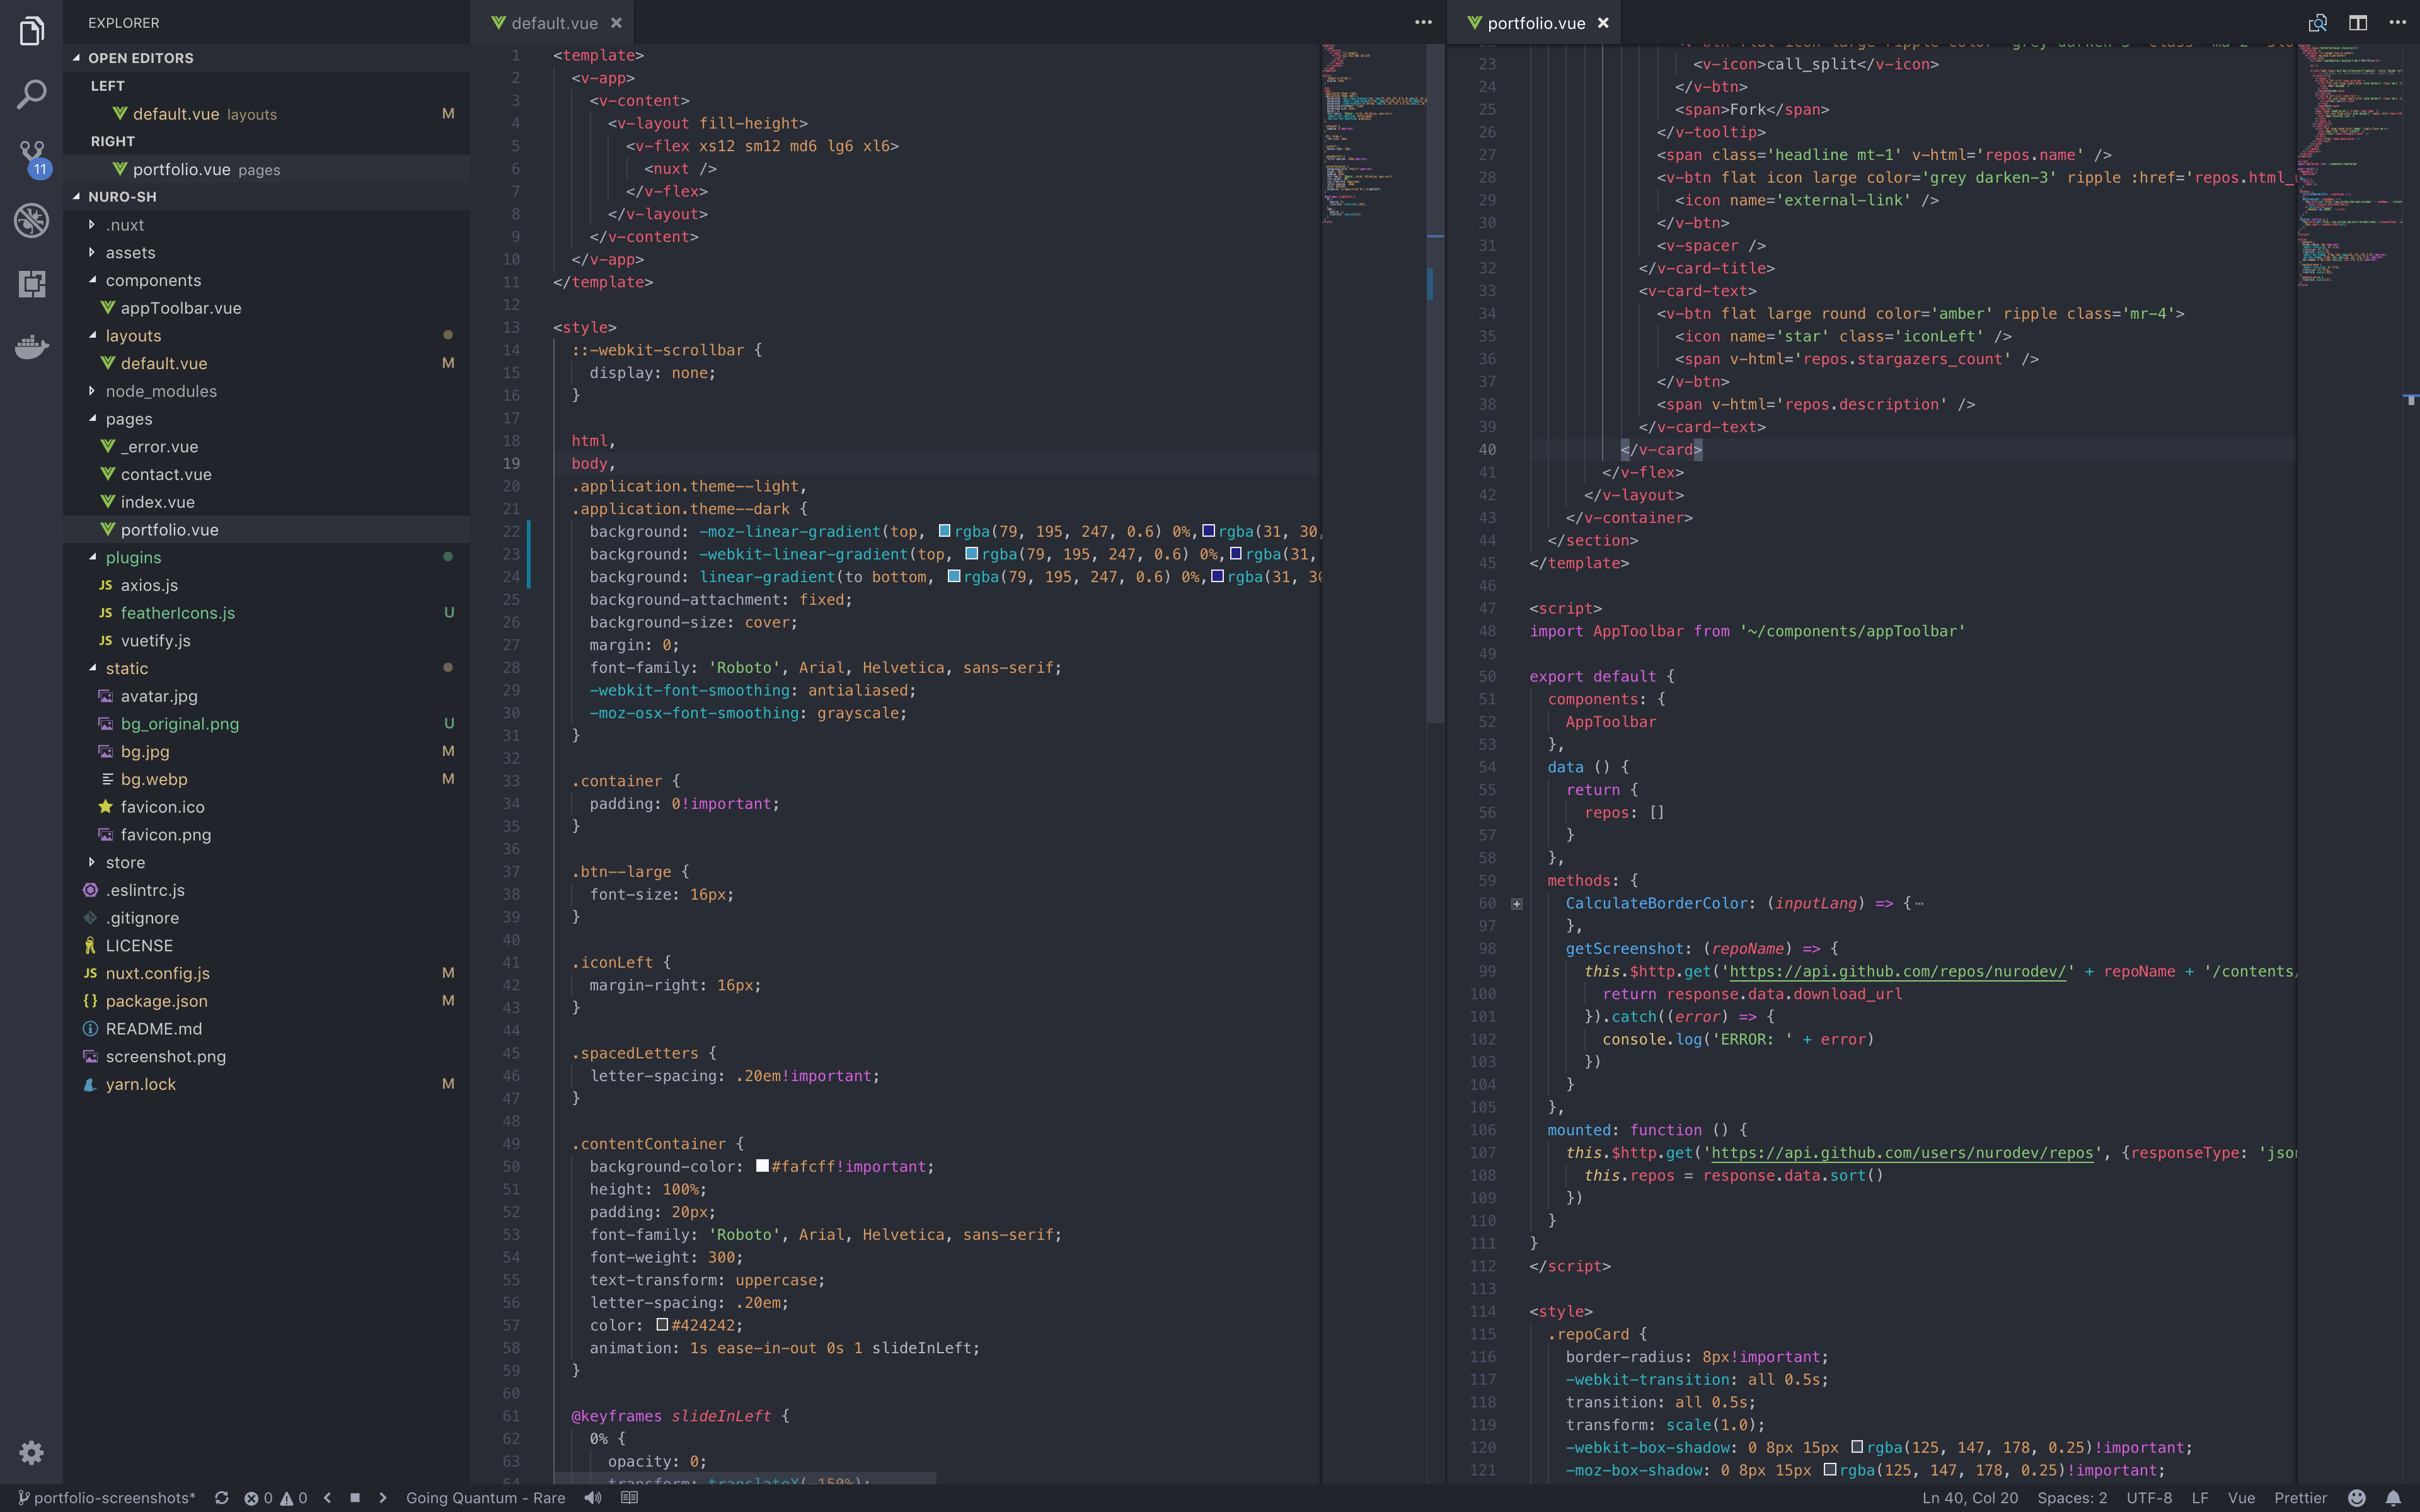 EXPLORER
OPEN EDITORS
LEFT
default.vue layouts M
RIGHT
portfolio.vue pages
NURO-SH
.nuxt
assets
components
appToolbar.vue
layouts
default.vue M
node_modules
pages
_error.vue
contact.vue
index.vue
portfolio.vue
plugins
JS axios.js
JS featherIcons.js U
JS vuetify.js
static
avatar.jpg
bg_original.png U
bg.jpg M
bg.webp M
favicon.ico
favicon.png
store
.eslintrc.js
.gitignore
LICENSE
JS nuxt.config.js M
{} package.json M
README.md
screenshot.png
yarn.lock M
11
default.vue
1 <template>
2 <v-app>
3 <v-content>
4 <v-layout fill-height>
5 <v-flex xs12 sm12 md6 lg6 xl6>
6 <nuxt />
7 </v-flex>
8 </v-layout>
9 </v-content>
10 </v-app>
11 </template>
12
13 <style>
14 ::-webkit-scrollbar {
15 display: none;
16 }
17
18 html,
19 body,
20 .application.theme--light,
21 .application.theme--dark {
22 background: -moz-linear-gradient(top, rgba(79, 195, 247, 0.6) 0%, rgba(31, 30,
23 background: -webkit-linear-gradient(top, rgba(79, 195, 247, 0.6) 0%, rgba(31,
24 background: linear-gradient(to bottom, rgba(79, 195, 247, 0.6) 0%, rgba(31, 30
25 background-attachment: fixed;
26 background-size: cover;
27 margin: 0;
28 font-family: 'Roboto', Arial, Helvetica, sans-serif;
29 -webkit-font-smoothing: antialiased;
30 -moz-osx-font-smoothing: grayscale;
31 }
32
33 .container {
34 padding: 0!important;
35 }
36
37 .btn--large {
38 font-size: 16px;
39 }
40
41 .iconLeft {
42 margin-right: 16px;
43 }
44
45 .spacedLetters {
46 letter-spacing: .20em!important;
47 }
48
49 .contentContainer {
50 background-color: #fafcff!important;
51 height: 100%;
52 padding: 20px;
53 font-family: 'Roboto', Arial, Helvetica, sans-serif;
54 font-weight: 300;
55 text-transform: uppercase;
56 letter-spacing: .20em;
57 color: #424242;
58 animation: 1s ease-in-out 0s 1 slideInLeft;
59 }
60
61 @keyframes slideInLeft {
62 0% {
63 opacity: 0;
64 transform: translateX(-150%);
portfolio.vue
23 <v-icon>call_split</v-icon>
24 </v-btn>
25 <span>Fork</span>
26 </v-tooltip>
27 <span class='headline mt-1' v-html='repos.name' />
28 <v-btn flat icon large color='grey darken-3' ripple :href='repos.html_
29 <icon name='external-link' />
30 </v-btn>
31 <v-spacer />
32 </v-card-title>
33 <v-card-text>
34 <v-btn flat large round color='amber' ripple class='mr-4'>
35 <icon name='star' class='iconLeft' />
36 <span v-html='repos.stargazers_count' />
37 </v-btn>
38 <span v-html='repos.description' />
39 </v-card-text>
40 </v-card>
41 </v-flex>
42 </v-layout>
43 </v-container>
44 </section>
45 </template>
46
47 <script>
48 import AppToolbar from '~/components/appToolbar'
49
50 export default {
51 components: {
52 AppToolbar
53 },
54 data () {
55 return {
56 repos: []
57 }
58 },
59 methods: {
60 CalculateBorderColor: (inputLang) => {⋯
97 },
98 getScreenshot: (repoName) => {
99 this.$http.get('https://api.github.com/repos/nurodev/' + repoName + '/contents/
100 return response.data.download_url
101 }).catch((error) => {
102 console.log('ERROR: ' + error)
103 })
104 }
105 },
106 mounted: function () {
107 this.$http.get('https://api.github.com/users/nurodev/repos', {responseType: 'json
108 this.repos = response.data.sort()
109 })
110 }
111 }
112 </script>
113
114 <style>
115 .repoCard {
116 border-radius: 8px!important;
117 -webkit-transition: all 0.5s;
118 transition: all 0.5s;
119 transform: scale(1.0);
120 -webkit-box-shadow: 0 8px 15px rgba(125, 147, 178, 0.25)!important;
121 -moz-box-shadow: 0 8px 15px rgba(125, 147, 178, 0.25)!important;
portfolio-screenshots* 0 0 Going Quantum - Rare Ln 40, Col 20 Spaces: 2 UTF-8 LF Vue Prettier